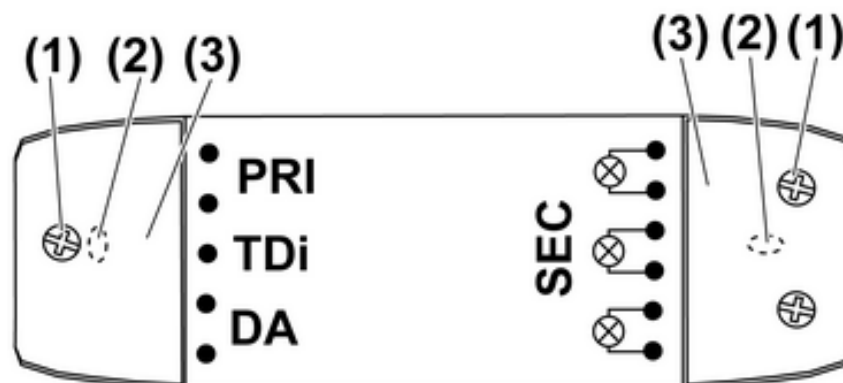 (1) (2) (3)
(3) (2) (1)
PRI
TDi
DA
SEC